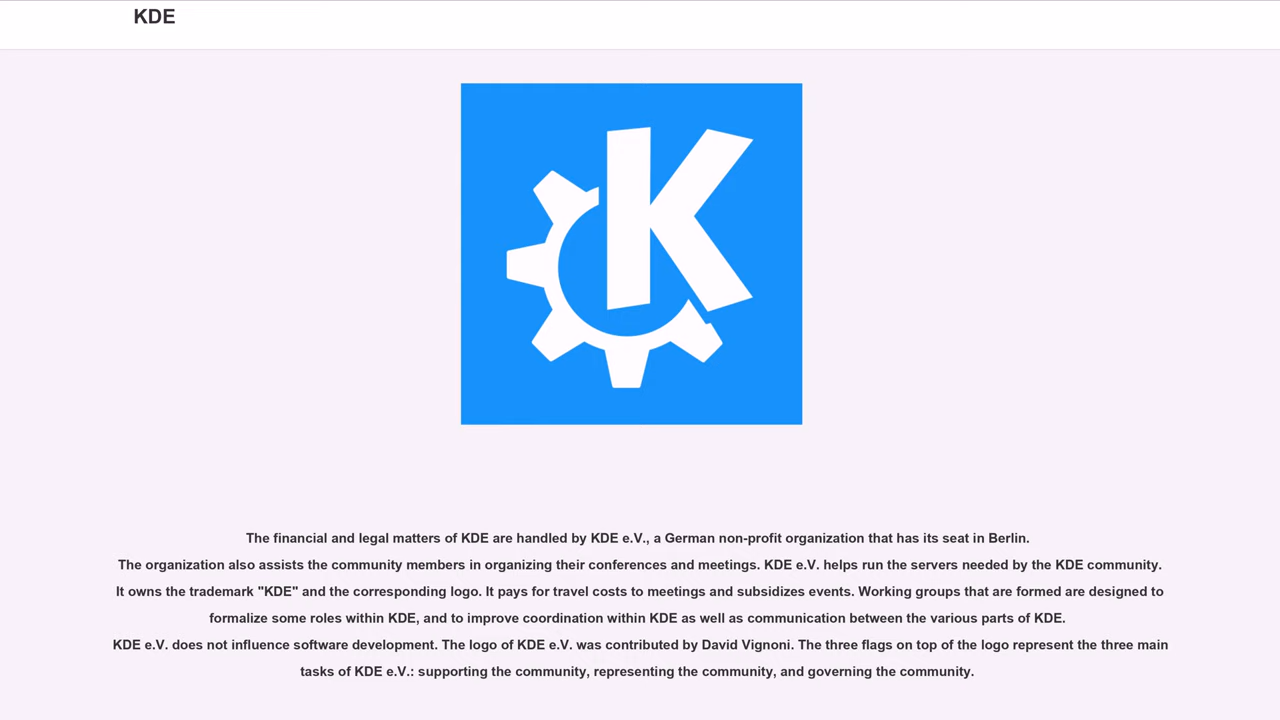 KDE
K
The financial and legal matters of KDE are handled by KDE e.V., a German non-profit organization that has its seat in Berlin.
The organization also assists the community members in organizing their conferences and meetings. KDE e.V. helps run the servers needed by the KDE community.
It owns the trademark "KDE" and the corresponding logo. It pays for travel costs to meetings and subsidizes events. Working groups that are formed are designed to
formalize some roles within KDE, and to improve coordination within KDE as well as communication between the various parts of KDE.
KDE e.V. does not influence software development. The logo of KDE e.V. was contributed by David Vignoni. The three flags on top of the logo represent the three main
tasks of KDE e.V.: supporting the community, representing the community, and governing the community.